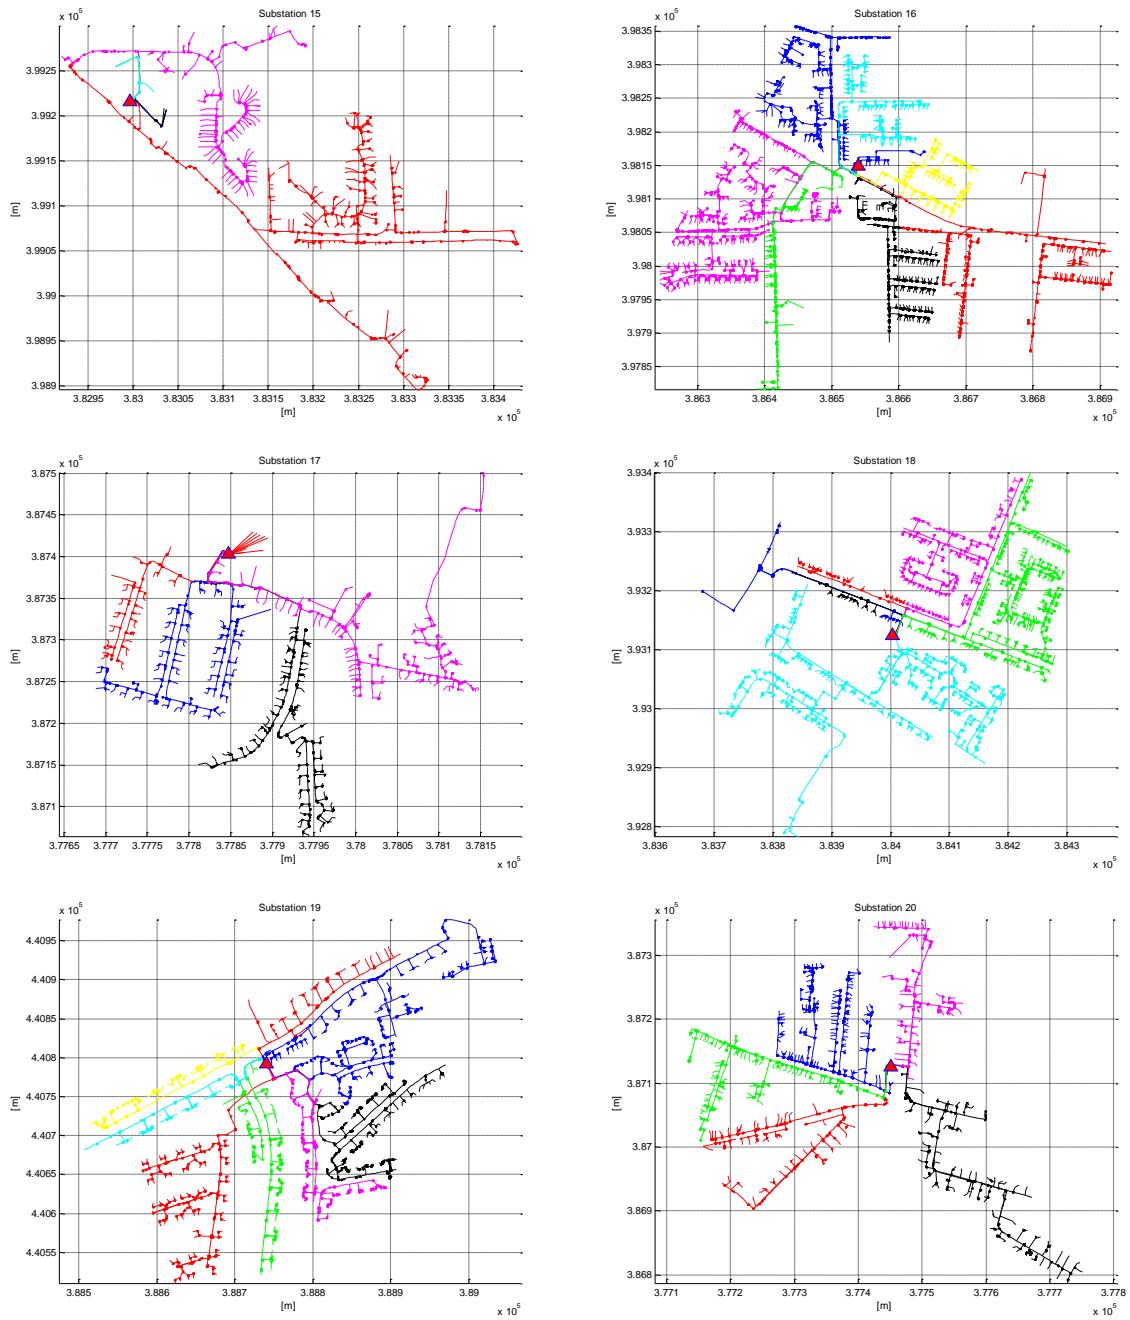 Substation 15
x 10^5
3.9925
3.992
3.9915
3.991
3.9905
3.99
3.9895
3.989
[m]
3.8295 3.83 3.8305 3.831 3.8315 3.832 3.8325 3.833 3.8335 3.834
[m]
x 10^5
Substation 16
x 10^5
3.9835
3.983
3.9825
3.982
3.9815
3.981
3.9805
3.98
3.9795
3.979
3.9785
[m]
3.863 3.864 3.865 3.866 3.867 3.868 3.869
[m]
x 10^5
Substation 17
x 10^5
3.875
3.8745
3.874
3.8735
3.873
3.8725
3.872
3.8715
3.871
[m]
3.7765 3.777 3.7775 3.778 3.7785 3.779 3.7795 3.78 3.7805 3.781 3.7815
[m]
x 10^5
Substation 18
x 10^5
3.934
3.933
3.932
3.931
3.93
3.929
3.928
[m]
3.836 3.837 3.838 3.839 3.84 3.841 3.842 3.843
[m]
x 10^5
Substation 19
x 10^5
4.4095
4.409
4.4085
4.408
4.4075
4.407
4.4065
4.406
4.4055
[m]
3.885 3.886 3.887 3.888 3.889 3.89
[m]
x 10^5
Substation 20
x 10^5
3.873
3.872
3.871
3.87
3.869
3.868
[m]
3.771 3.772 3.773 3.774 3.775 3.776 3.777 3.778
[m]
x 10^5